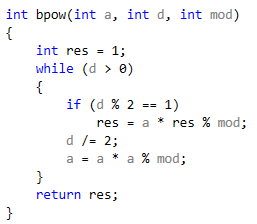 int bpow(int a, int d, int mod)
{
    int res = 1;
    while (d > 0)
    {
        if (d % 2 == 1)
            res = a * res % mod;
        d /= 2;
        a = a * a % mod;
    }
    return res;
}